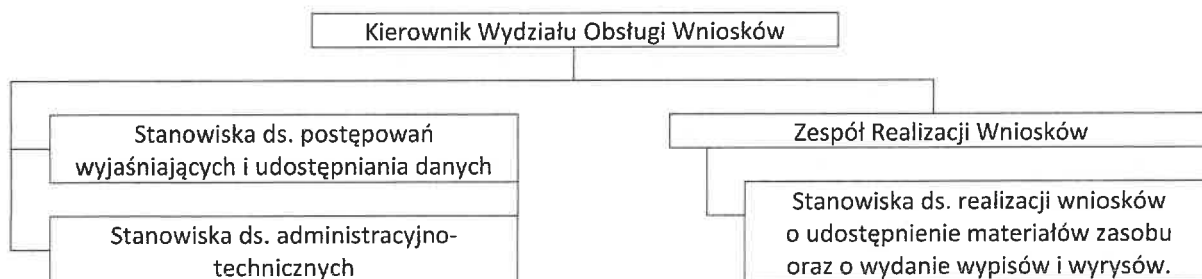 Kierownik Wydziału Obsługi Wniosków
Stanowiska ds. postępowań
wyjaśniających i udostępniania danych
Stanowiska ds. administracyjno-
technicznych
Zespół Realizacji Wniosków
Stanowiska ds. realizacji wniosków
o udostępnienie materiałów zasobu
oraz o wydanie wypisów i wyrysów.